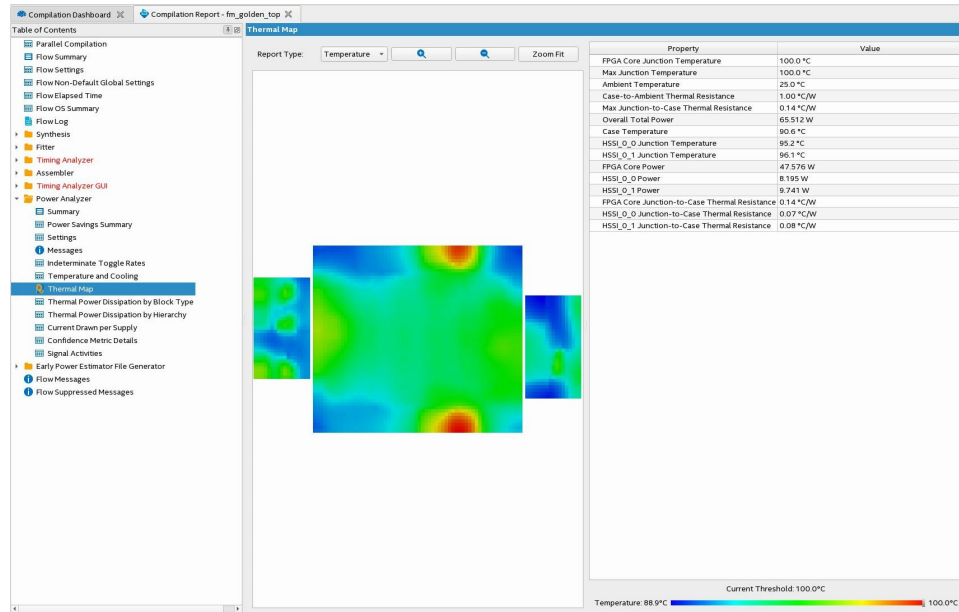 Compilation Dashboard
Compilation Report - fm_golden_top
Table of Contents
Parallel Compilation
Flow Summary
Flow Settings
Flow Non-Default Global Settings
Flow Elapsed Time
Flow OS Summary
Flow Log
Synthesis
Fitter
Timing Analyzer
Assembler
Timing Analyzer GUI
Power Analyzer
Summary
Power Savings Summary
Settings
Messages
Indeterminate Toggle Rates
Temperature and Cooling
Thermal Map
Thermal Power Dissipation by Block Type
Thermal Power Dissipation by Hierarchy
Current Drawn per Supply
Confidence Metric Details
Signal Activities
Early Power Estimator File Generator
Flow Messages
Flow Suppressed Messages
Thermal Map
Report Type: Temperature Zoom Fit
Property Value
FPGA Core Junction Temperature 100.0 °C
Max Junction Temperature 100.0 °C
Ambient Temperature 25.0 °C
Case-to-Ambient Thermal Resistance 1.00 °C/W
Max Junction-to-Case Thermal Resistance 0.14 °C/W
Overall Total Power 65.512 W
Case Temperature 90.6 °C
HSSI_0_0 Junction Temperature 95.2 °C
HSSI_0_1 Junction Temperature 96.1 °C
FPGA Core Power 47.576 W
HSSI_0_0 Power 8.195 W
HSSI_0_1 Power 9.741 W
FPGA Core Junction-to-Case Thermal Resistance 0.14 °C/W
HSSI_0_0 Junction-to-Case Thermal Resistance 0.07 °C/W
HSSI_0_1 Junction-to-Case Thermal Resistance 0.08 °C/W
Current Threshold: 100.0°C
Temperature: 88.9°C 100.0°C